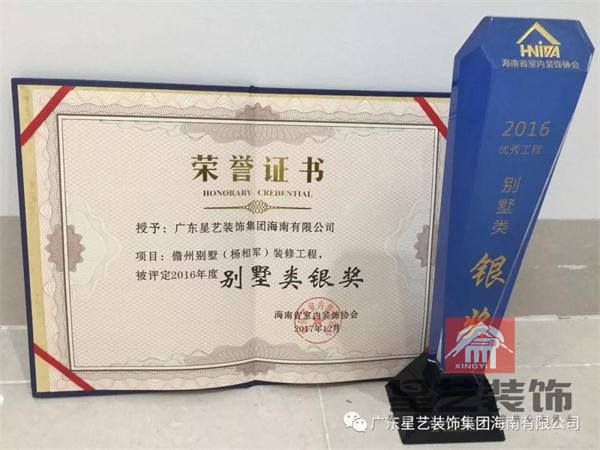 荣誉证书
HONORARY CREDENTIAL
授予：广东星艺装饰集团海南有限公司
项目：儋州别墅（杨相军）装修工程，
被评定2016年度别墅类银奖
海南省室内装饰协会
2017年12月
HNIDA
海南省室内装饰协会
2016
优秀工程
别墅类
银奖
XINGYI
星艺装饰
广东星艺装饰集团海南有限公司